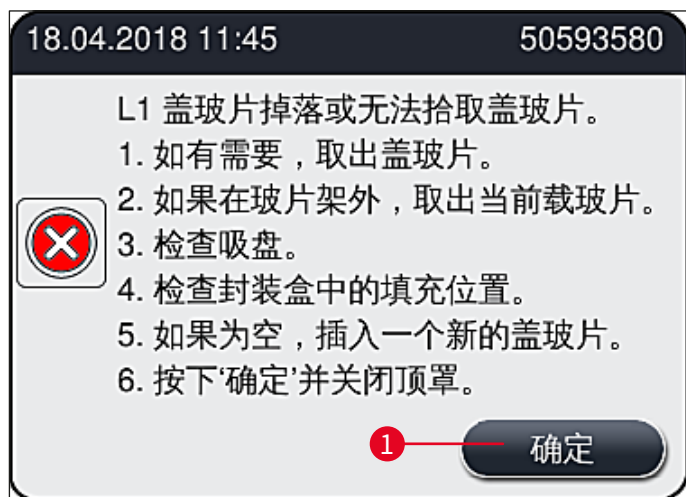 18.04.2018 11:45 50593580
L1 盖玻片掉落或无法拾取盖玻片。
1. 如有需要，取出盖玻片。
2. 如果在玻片架外，取出当前载玻片。
3. 检查吸盘。
4. 检查封装盒中的填充位置。
5. 如果为空，插入一个新的盖玻片。
6. 按下‘确定’并关闭顶罩。
1 确定